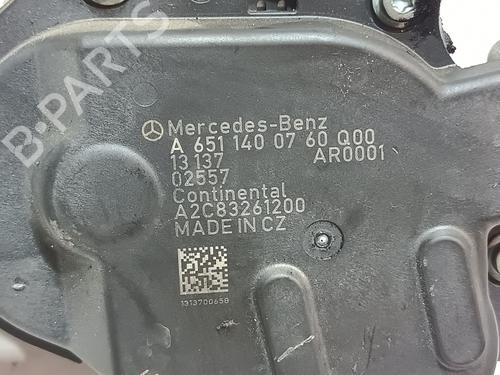 Mercedes-Benz
A 651 140 07 60 Q00
13 137 AR0001
02557
Continental
A2C83261200
MADE IN CZ
1313700658
B-PARTS